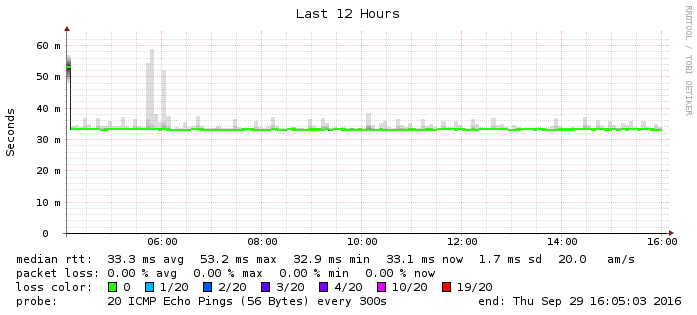 Last 12 Hours
RRDTOOL / TOBI OETIKER
Seconds
60 m
50 m
40 m
30 m
20 m
10 m
0
06:00 08:00 10:00 12:00 14:00 16:00
median rtt: 33.3 ms avg 53.2 ms max 32.9 ms min 33.1 ms now 1.7 ms sd 20.0 am/s
packet loss: 0.00 % avg 0.00 % max 0.00 % min 0.00 % now
loss color: 0 1/20 2/20 3/20 4/20 10/20 19/20
probe: 20 ICMP Echo Pings (56 Bytes) every 300s end: Thu Sep 29 16:05:03 2016